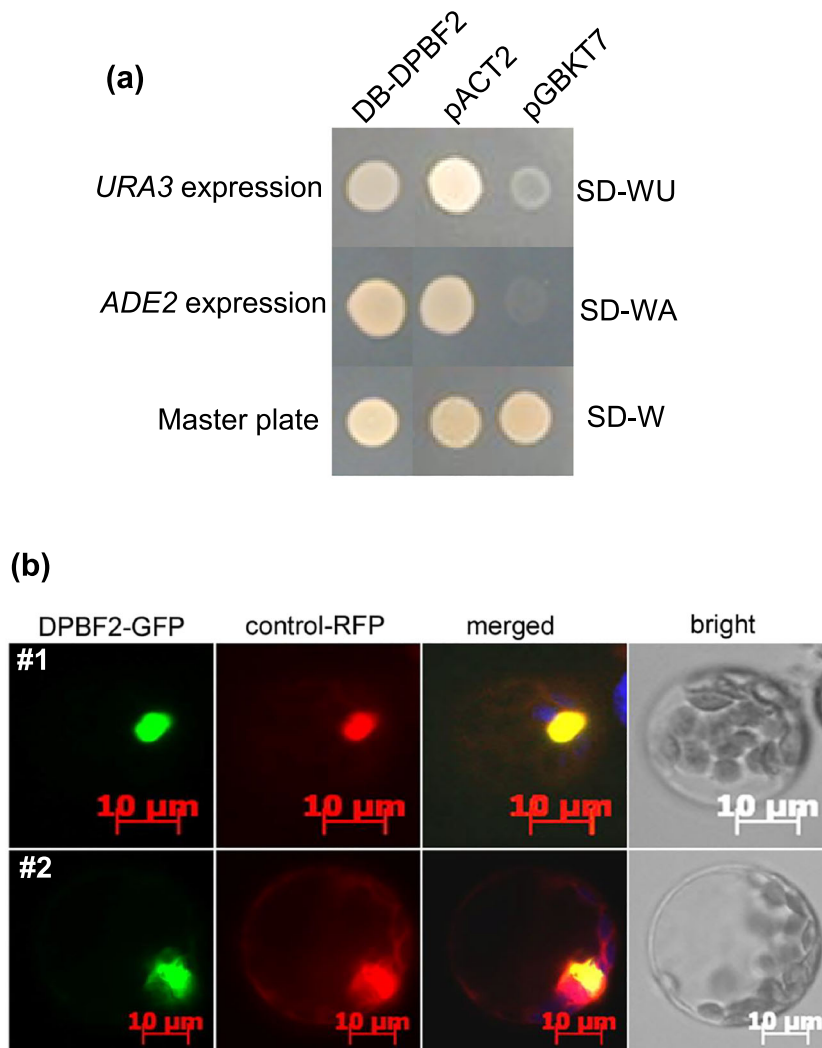 (a)
DB-DPBF2 pACT2 pGBKT7
URA3 expression SD-WU
ADE2 expression SD-WA
Master plate SD-W
(b)
DPBF2-GFP control-RFP merged bright
#1
10 µm 10 µm 10 µm 10 µm
#2
10 µm 10 µm 10 µm 10 µm